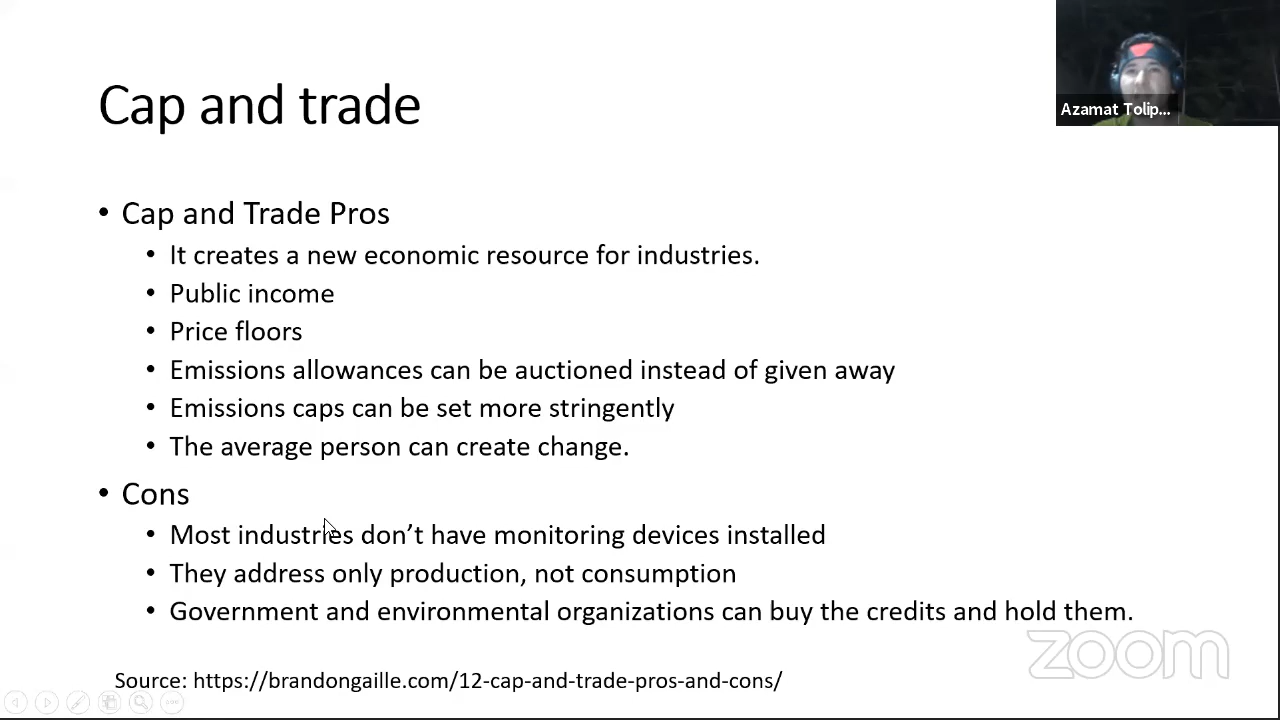 Azamat Tolip...
Cap and trade
• Cap and Trade Pros
• It creates a new economic resource for industries.
• Public income
• Price floors
• Emissions allowances can be auctioned instead of given away
• Emissions caps can be set more stringently
• The average person can create change.
• Cons
• Most industries don’t have monitoring devices installed
• They address only production, not consumption
• Government and environmental organizations can buy the credits and hold them.
zoom
Source: https://brandongaille.com/12-cap-and-trade-pros-and-cons/